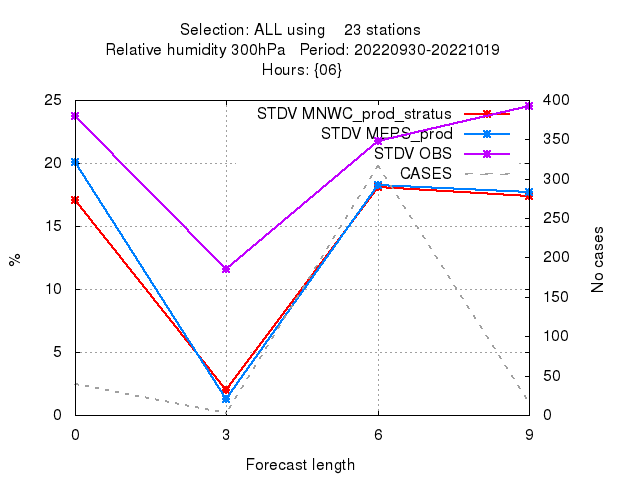 Selection: ALL using 23 stations
Relative humidity 300hPa Period: 20220930-20221019
Hours: {06}
25 400
STDV MNWC_prod_stratus
STDV MEPS_prod
350
STDV OBS
20
CASES
300
250
15
%
No cases
200
10
150
100
5
50
0 0
0 3 6 9
Forecast length